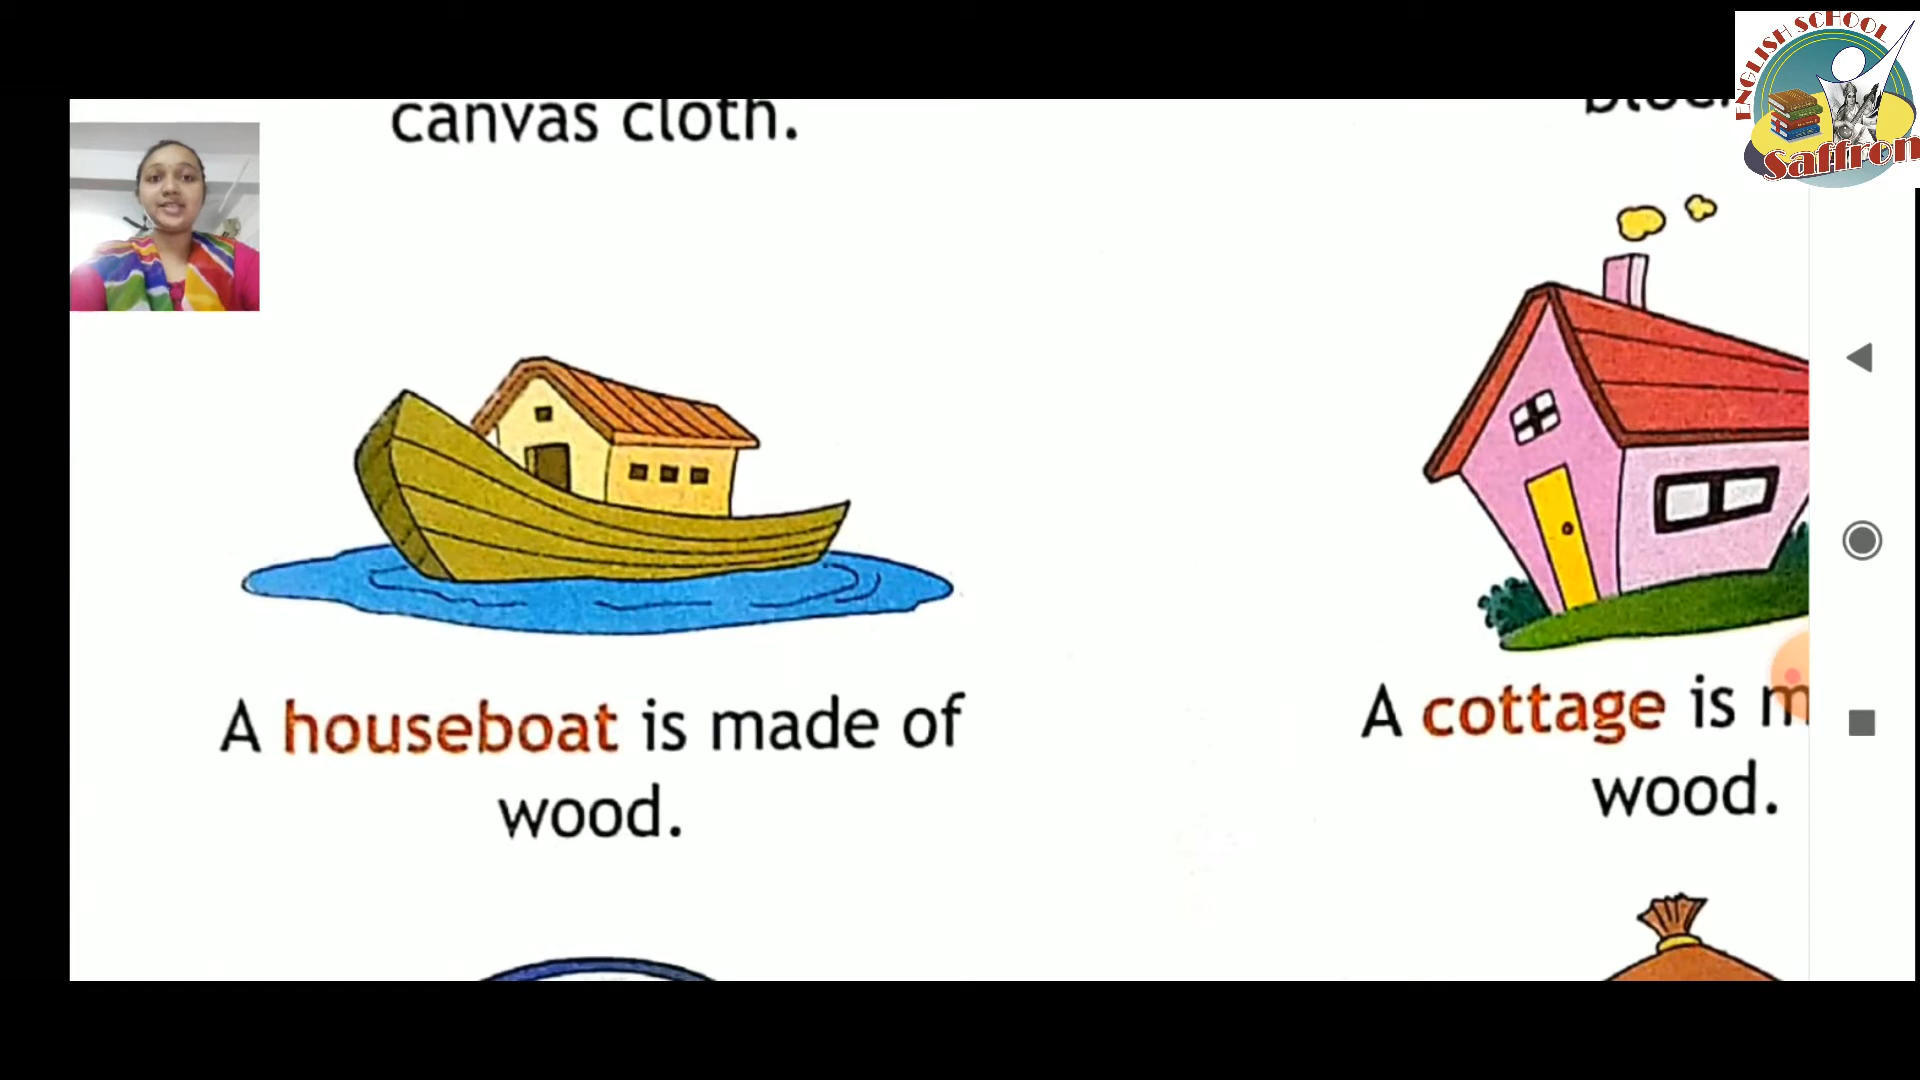 canvas cloth.
ENGLISH SCHOOL
Saffron
A houseboat is made of
wood.
A cottage is
wood.